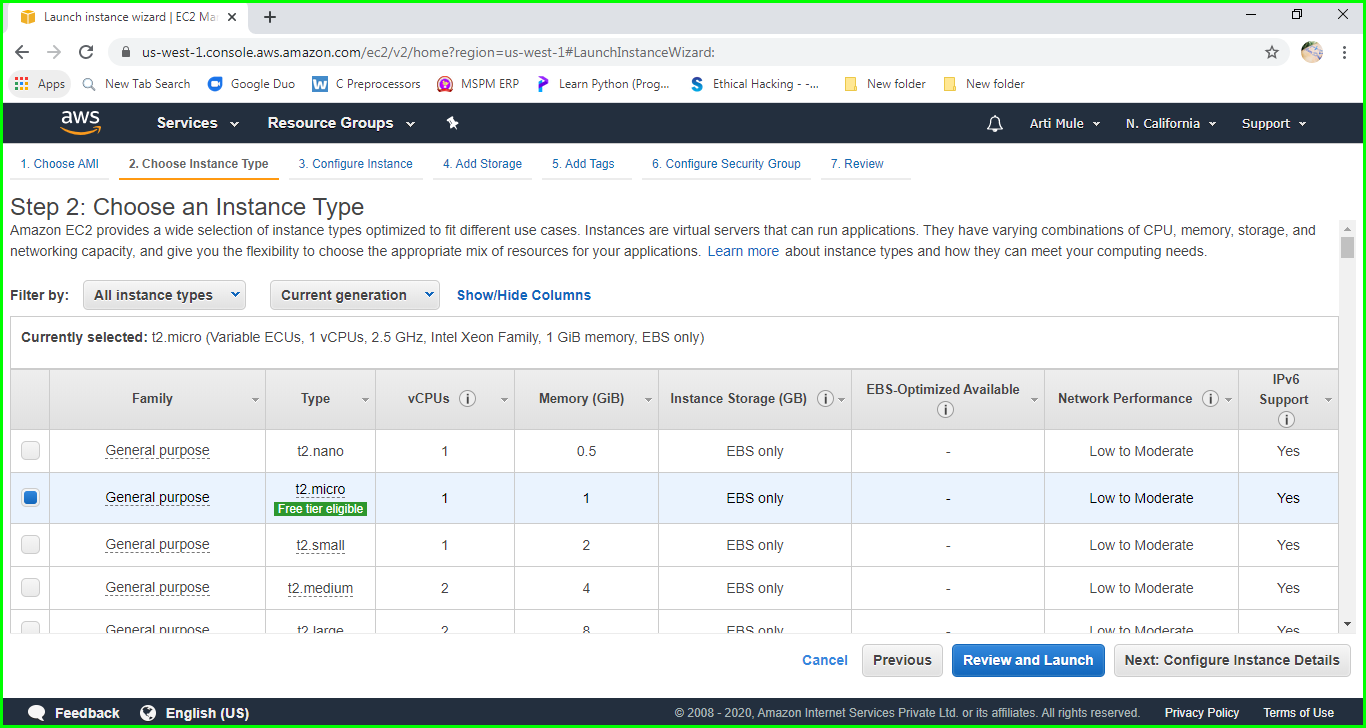 Launch instance wizard | EC2 Mar
us-west-1.console.aws.amazon.com/ec2/v2/home?region=us-west-1#LaunchInstanceWizard:
Apps New Tab Search Google Duo C Preprocessors MSPM ERP Learn Python (Prog... Ethical Hacking - -... New folder New folder
aws Services Resource Groups Arti Mule N. California Support
1. Choose AMI 2. Choose Instance Type 3. Configure Instance 4. Add Storage 5. Add Tags 6. Configure Security Group 7. Review
Step 2: Choose an Instance Type
Amazon EC2 provides a wide selection of instance types optimized to fit different use cases. Instances are virtual servers that can run applications. They have varying combinations of CPU, memory, storage, and
networking capacity, and give you the flexibility to choose the appropriate mix of resources for your applications. Learn more about instance types and how they can meet your computing needs.
Filter by: All instance types Current generation Show/Hide Columns
Currently selected: t2.micro (Variable ECUs, 1 vCPUs, 2.5 GHz, Intel Xeon Family, 1 GiB memory, EBS only)
Family Type vCPUs Memory (GiB) Instance Storage (GB) EBS-Optimized Available Network Performance IPv6 Support
General purpose t2.nano 1 0.5 EBS only - Low to Moderate Yes
General purpose t2.micro Free tier eligible 1 1 EBS only - Low to Moderate Yes
General purpose t2.small 1 2 EBS only - Low to Moderate Yes
General purpose t2.medium 2 4 EBS only - Low to Moderate Yes
General purpose t2.large 2 8 EBS only - Low to Moderate Yes
Cancel Previous Review and Launch Next: Configure Instance Details
Feedback English (US) © 2008 - 2020, Amazon Internet Services Private Ltd. or its affiliates. All rights reserved. Privacy Policy Terms of Use